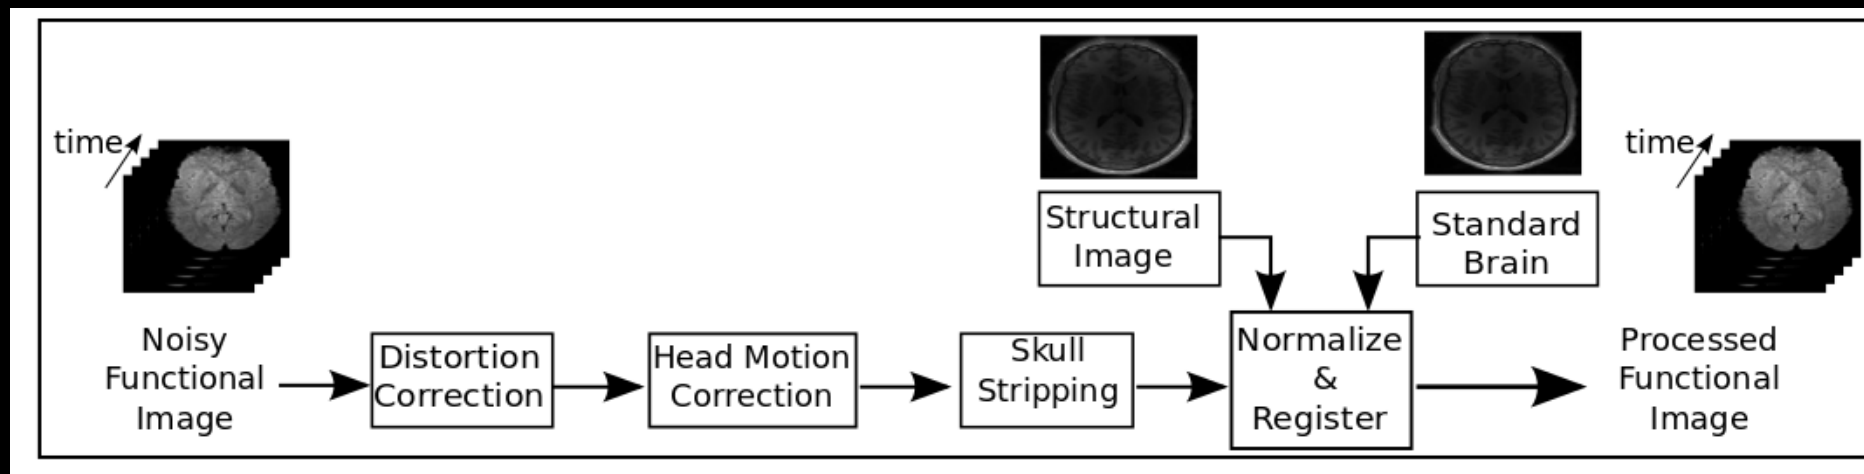 time
Noisy
Functional
Image
Distortion
Correction
Head Motion
Correction
Skull
Stripping
Structural
Image
Standard
Brain
Normalize
&
Register
time
Processed
Functional
Image